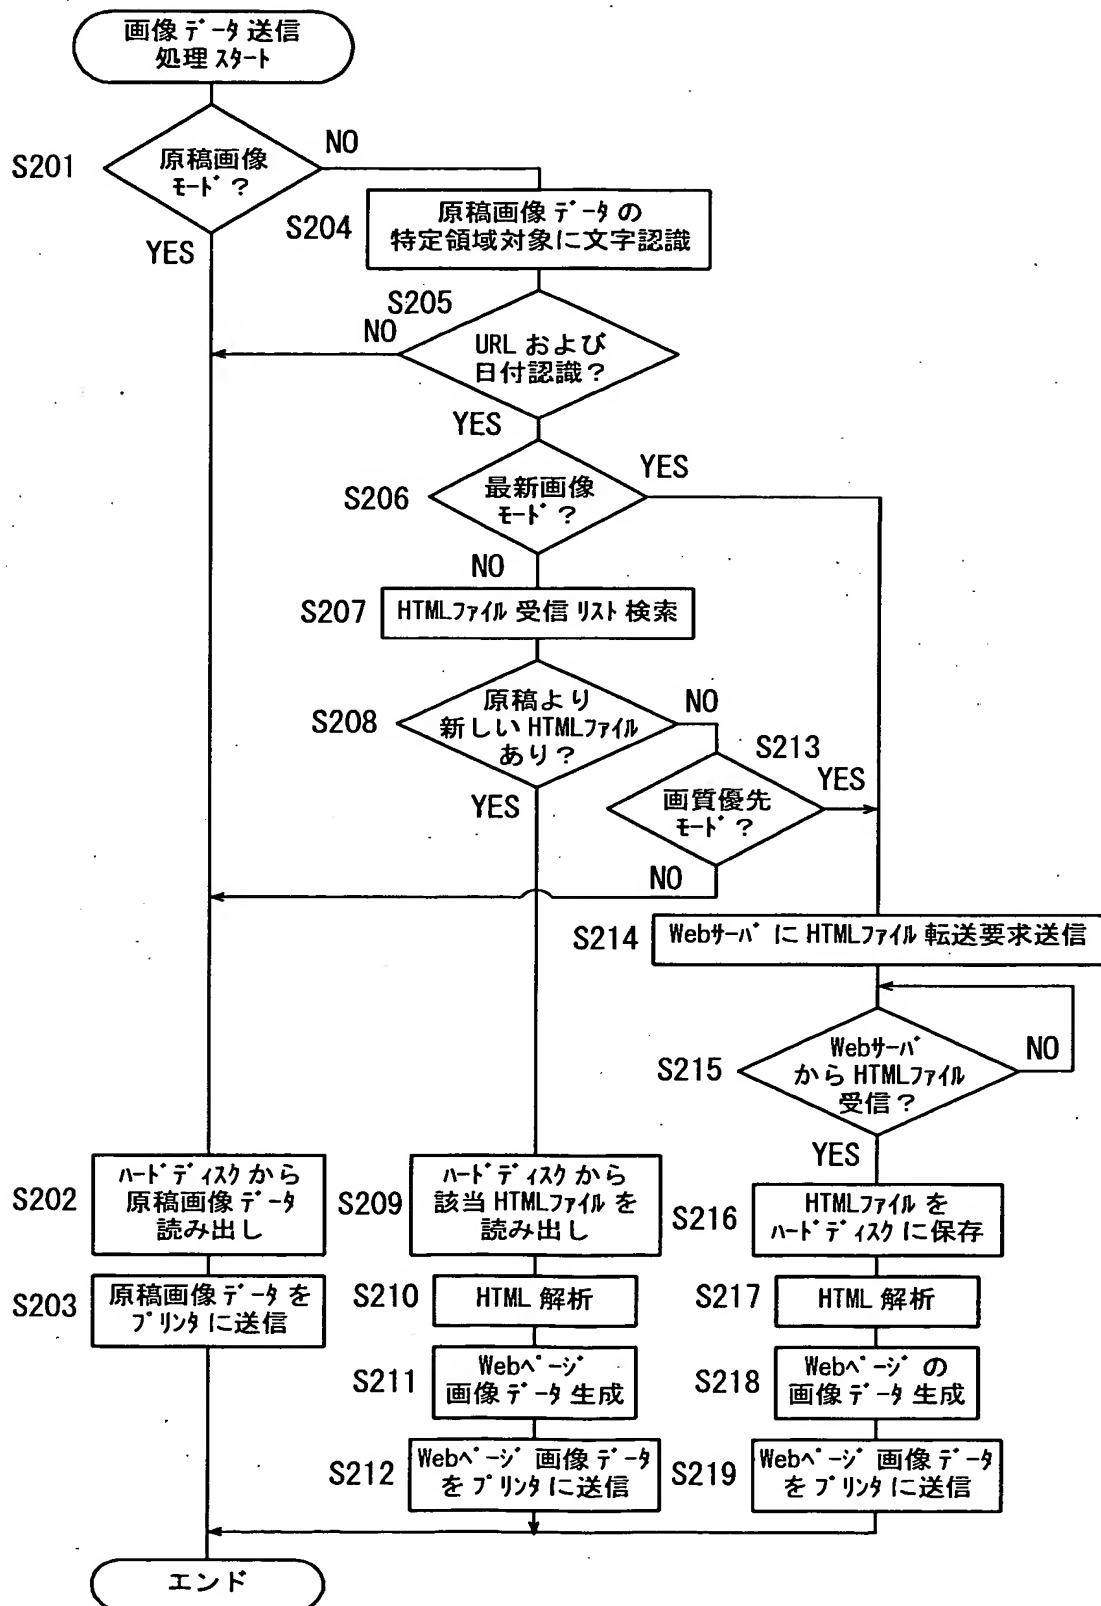 画像データ送信
処理スタート
S201
原稿画像
モード？
NO
YES
S204
原稿画像データの
特定領域対象に文字認識
S205
NO
URLおよび
日付認識？
YES
S206
最新画像
モード？
YES
NO
S207
HTMLファイル受信リスト検索
S208
原稿より
新しいHTMLファイル
あり？
NO
YES
S213
画質優先
モード？
YES
NO
S214
WebサーバにHTMLファイル転送要求送信
S215
Webサーバ
からHTMLファイル
受信？
NO
YES
S202
ハードディスクから
原稿画像データ
読み出し
S209
ハードディスクから
該当HTMLファイルを
読み出し
S216
HTMLファイルを
ハードディスクに保存
S203
原稿画像データを
プリンタに送信
S210
HTML解析
S217
HTML解析
S211
Webページ
画像データ生成
S218
Webページの
画像データ生成
S212
Webページ画像データ
をプリンタに送信
S219
Webページ画像データ
をプリンタに送信
エンド